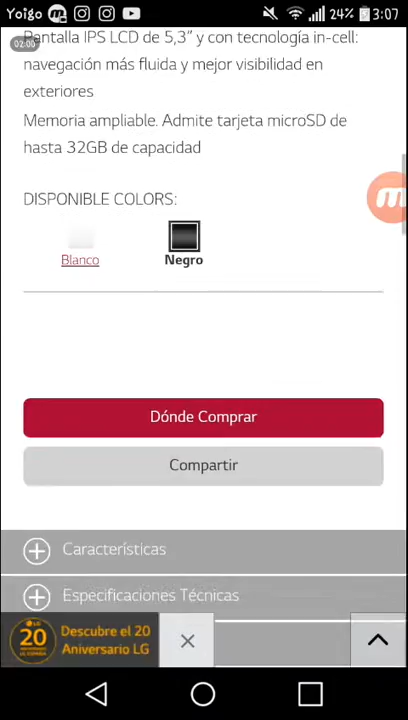 Yoigo 24% 3:07
02:00
Pantalla IPS LCD de 5,3” y con tecnología in-cell:
navegación más fluida y mejor visibilidad en
exteriores
Memoria ampliable. Admite tarjeta microSD de
hasta 32GB de capacidad
DISPONIBLE COLORS:
Blanco
Negro
Dónde Comprar
Compartir
Características
Especificaciones Técnicas
LG
20
Descubre el 20
Aniversario LG